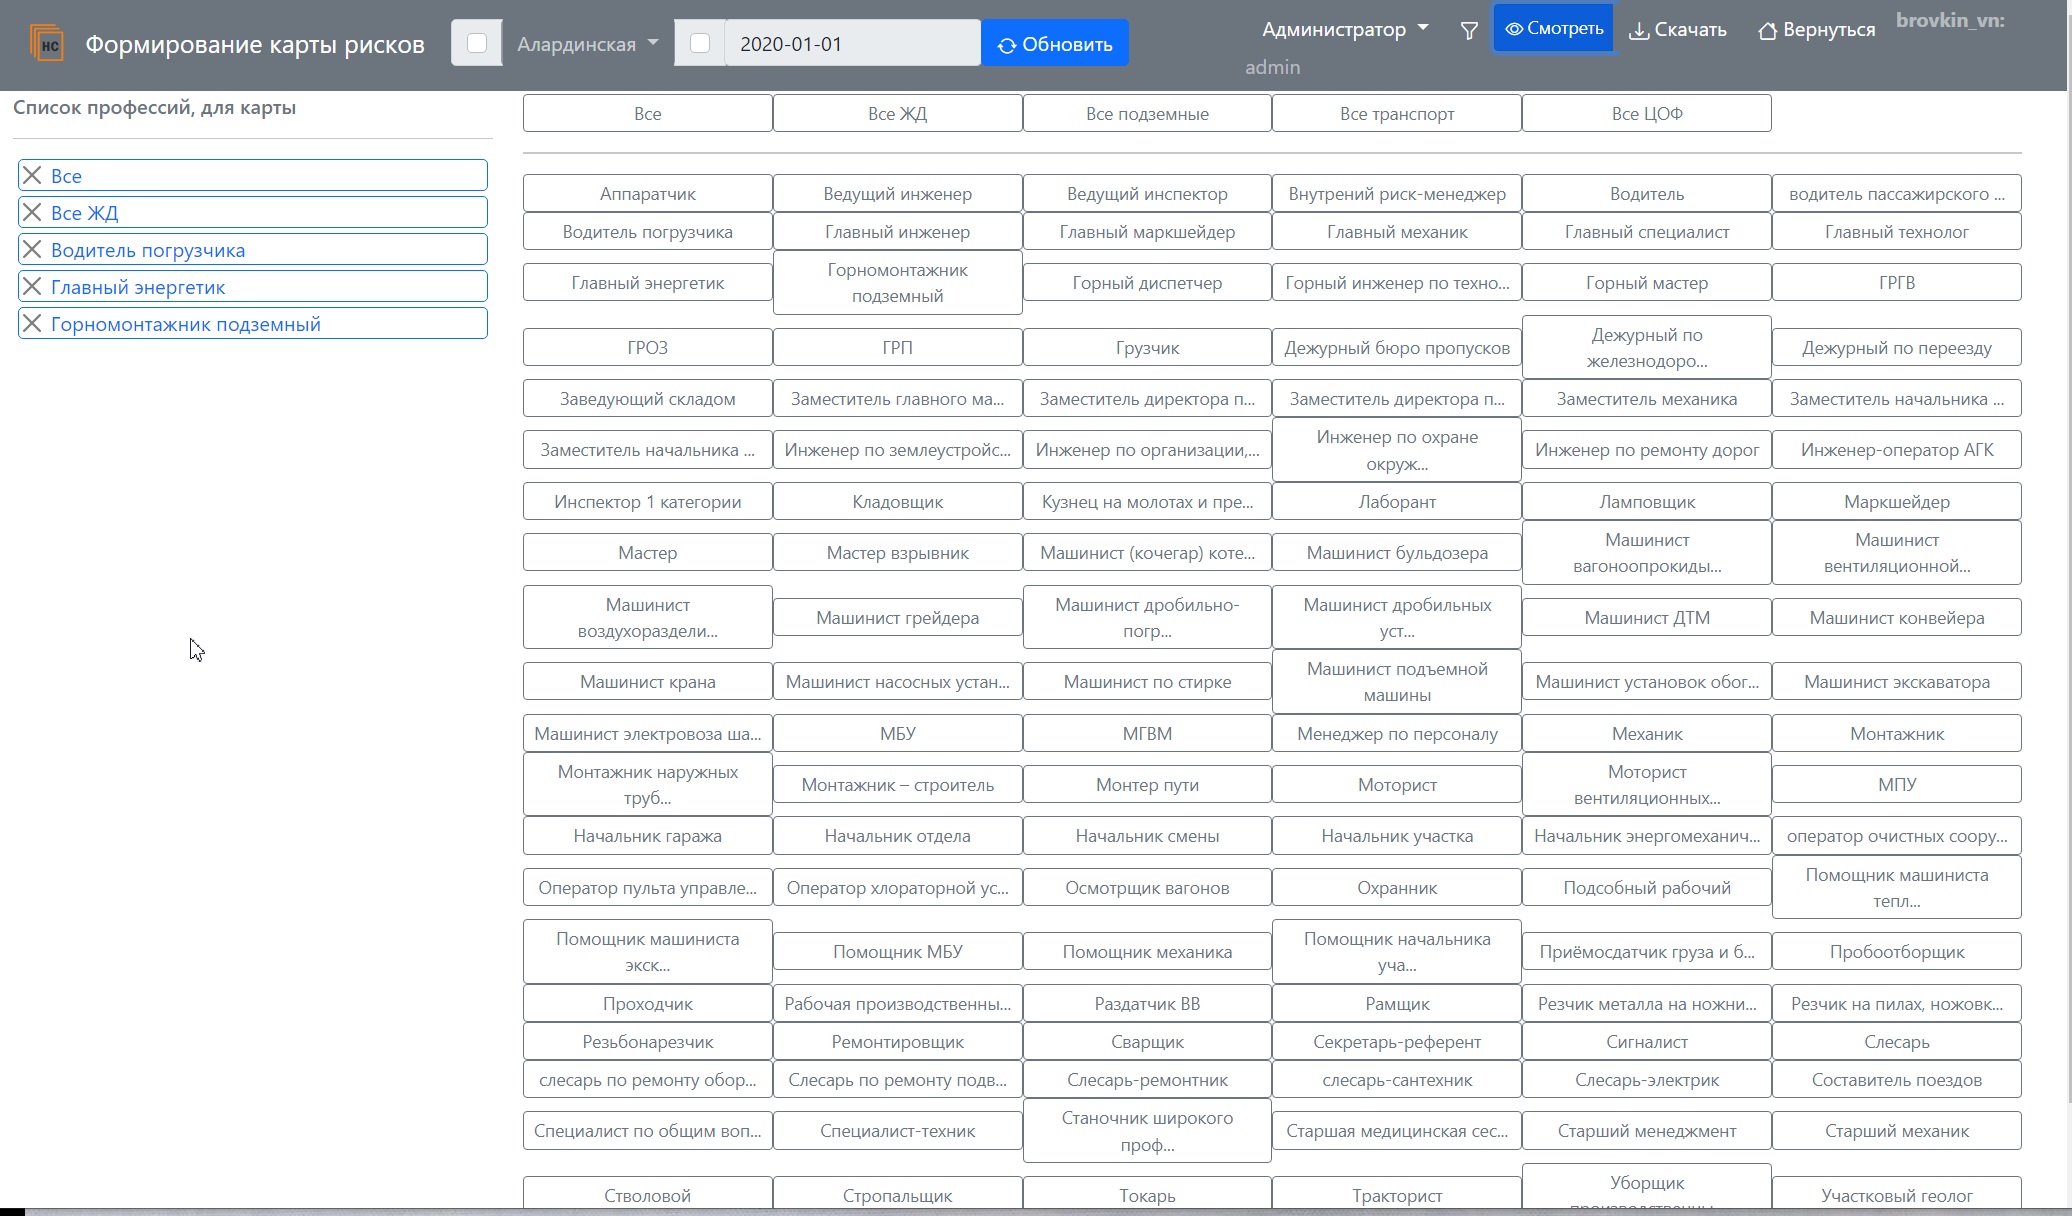 НС
Формирование карты рисков
Алардинская
2020-01-01
Обновить
Администратор
Смотреть
Скачать
Вернуться
brovkin_vn:
admin
Список профессий, для карты
Все
Все ЖД
Водитель погрузчика
Главный энергетик
Горномонтажник подземный
Все
Все ЖД
Все подземные
Все транспорт
Все ЦОФ
Аппаратчик
Ведущий инженер
Ведущий инспектор
Внутрений риск-менеджер
Водитель
водитель пассажирского ...
Водитель погрузчика
Главный инженер
Главный маркшейдер
Главный механик
Главный специалист
Главный технолог
Главный энергетик
Горномонтажник
подземный
Горный диспетчер
Горный инженер по техно...
Горный мастер
ГРГВ
ГРОЗ
ГРП
Грузчик
Дежурный бюро пропусков
Дежурный по
железнодоро...
Дежурный по переезду
Заведующий складом
Заместитель главного ма...
Заместитель директора п...
Заместитель директора п...
Заместитель механика
Заместитель начальника ...
Заместитель начальника ...
Инженер по землеустройс...
Инженер по организации,...
Инженер по охране
окруж...
Инженер по ремонту дорог
Инженер-оператор АГК
Инспектор 1 категории
Кладовщик
Кузнец на молотах и пре...
Лаборант
Ламповщик
Маркшейдер
Мастер
Мастер взрывник
Машинист (кочегар) коте...
Машинист бульдозера
Машинист
вагоноопрокиды...
Машинист
вентиляционной...
Машинист
воздухораздели...
Машинист грейдера
Машинист дробильно-
погр...
Машинист дробильных
уст...
Машинист ДТМ
Машинист конвейера
Машинист крана
Машинист насосных устан...
Машинист по стирке
Машинист подъемной
машины
Машинист установок обог...
Машинист экскаватора
Машинист электровоза ша...
МБУ
МГВМ
Менеджер по персоналу
Механик
Монтажник
Монтажник наружных
труб...
Монтажник – строитель
Монтер пути
Моторист
Моторист
вентиляционных...
МПУ
Начальник гаража
Начальник отдела
Начальник смены
Начальник участка
Начальник энергомеханич...
оператор очистных соору...
Оператор пульта управле...
Оператор хлораторной ус...
Осмотрщик вагонов
Охранник
Подсобный рабочий
Помощник машиниста
тепл...
Помощник машиниста
экск...
Помощник МБУ
Помощник механика
Помощник начальника
уча...
Приёмосдатчик груза и б...
Пробоотборщик
Проходчик
Рабочая производственны...
Раздатчик ВВ
Рамщик
Резчик металла на ножни...
Резчик на пилах, ножовк...
Резьбонарезчик
Ремонтировщик
Сварщик
Секретарь-референт
Сигналист
Слесарь
слесарь по ремонту обор...
Слесарь по ремонту подв...
Слесарь-ремонтник
слесарь-сантехник
Слесарь-электрик
Составитель поездов
Специалист по общим воп...
Специалист-техник
Станочник широкого
проф...
Старшая медицинская сес...
Старший менеджмент
Старший механик
Стволовой
Стропальщик
Токарь
Тракторист
Уборщик
Участковый геолог